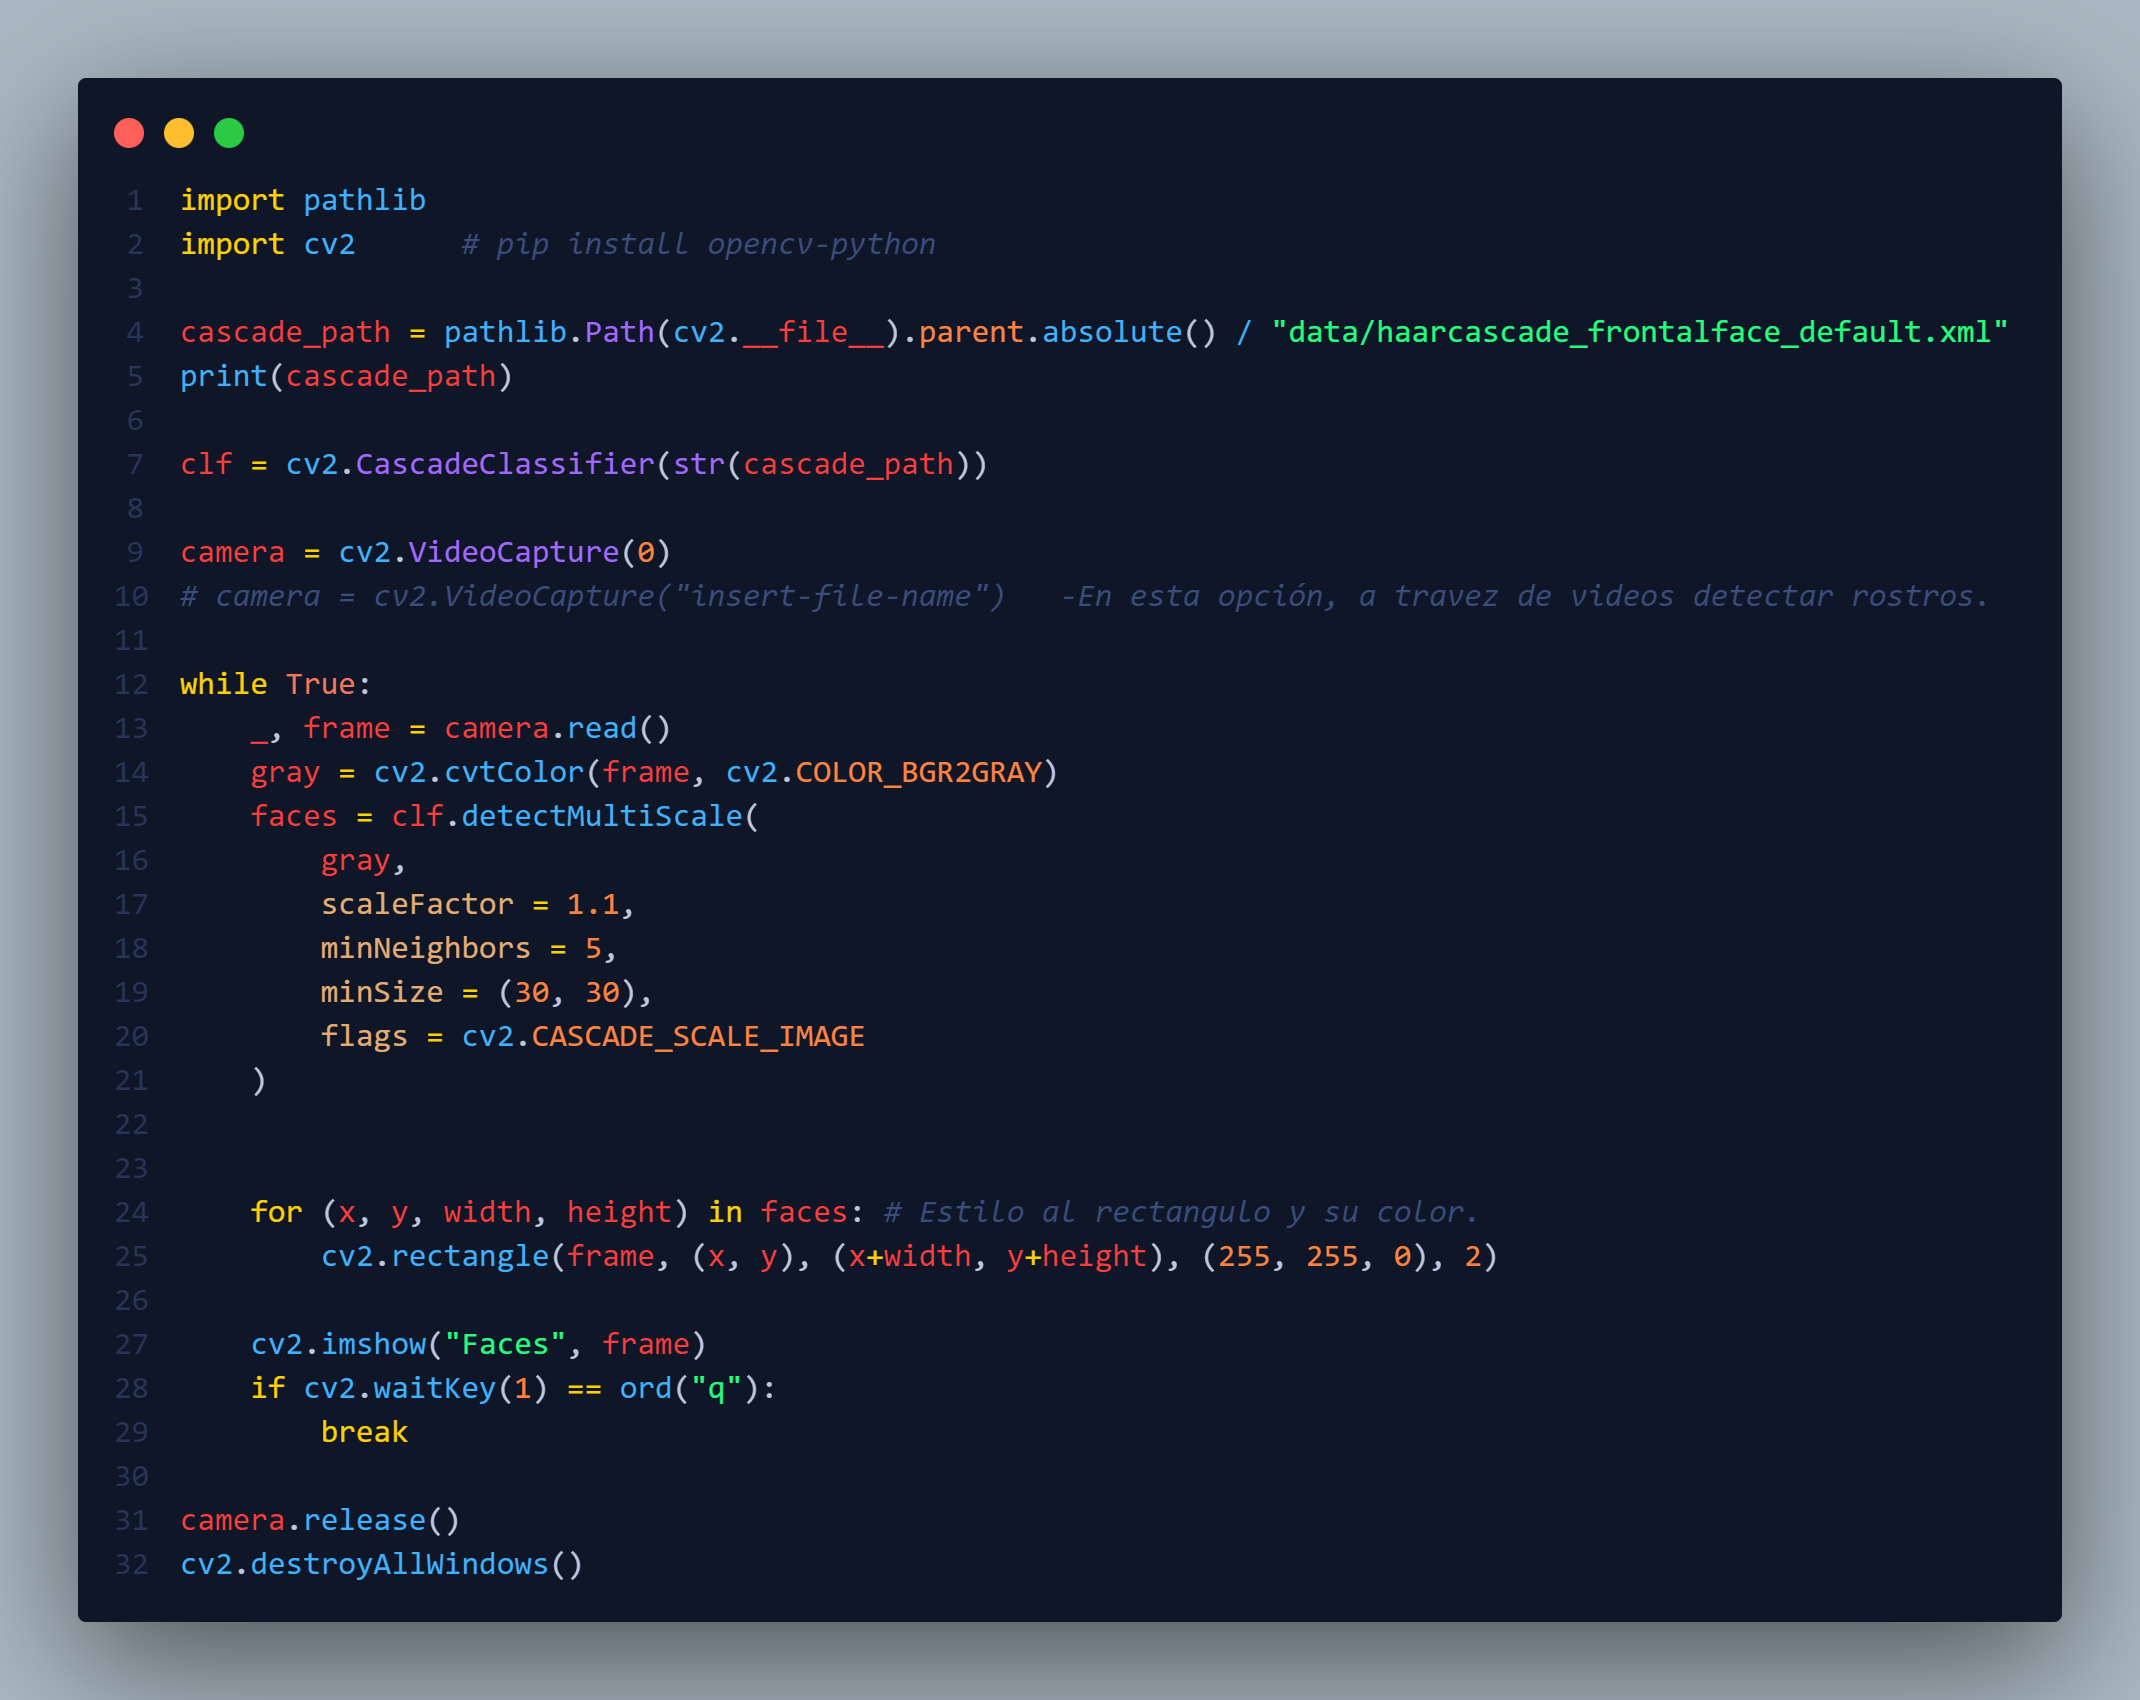 1 import pathlib
2 import cv2      # pip install opencv-python
3
4 cascade_path = pathlib.Path(cv2.__file__).parent.absolute() / "data/haarcascade_frontalface_default.xml"
5 print(cascade_path)
6
7 clf = cv2.CascadeClassifier(str(cascade_path))
8
9 camera = cv2.VideoCapture(0)
10 # camera = cv2.VideoCapture("insert-file-name")   -En esta opción, a travez de videos detectar rostros.
11
12 while True:
13     _, frame = camera.read()
14     gray = cv2.cvtColor(frame, cv2.COLOR_BGR2GRAY)
15     faces = clf.detectMultiScale(
16         gray,
17         scaleFactor = 1.1,
18         minNeighbors = 5,
19         minSize = (30, 30),
20         flags = cv2.CASCADE_SCALE_IMAGE
21     )
22
23
24     for (x, y, width, height) in faces: # Estilo al rectangulo y su color.
25         cv2.rectangle(frame, (x, y), (x+width, y+height), (255, 255, 0), 2)
26
27     cv2.imshow("Faces", frame)
28     if cv2.waitKey(1) == ord("q"):
29         break
30
31 camera.release()
32 cv2.destroyAllWindows()